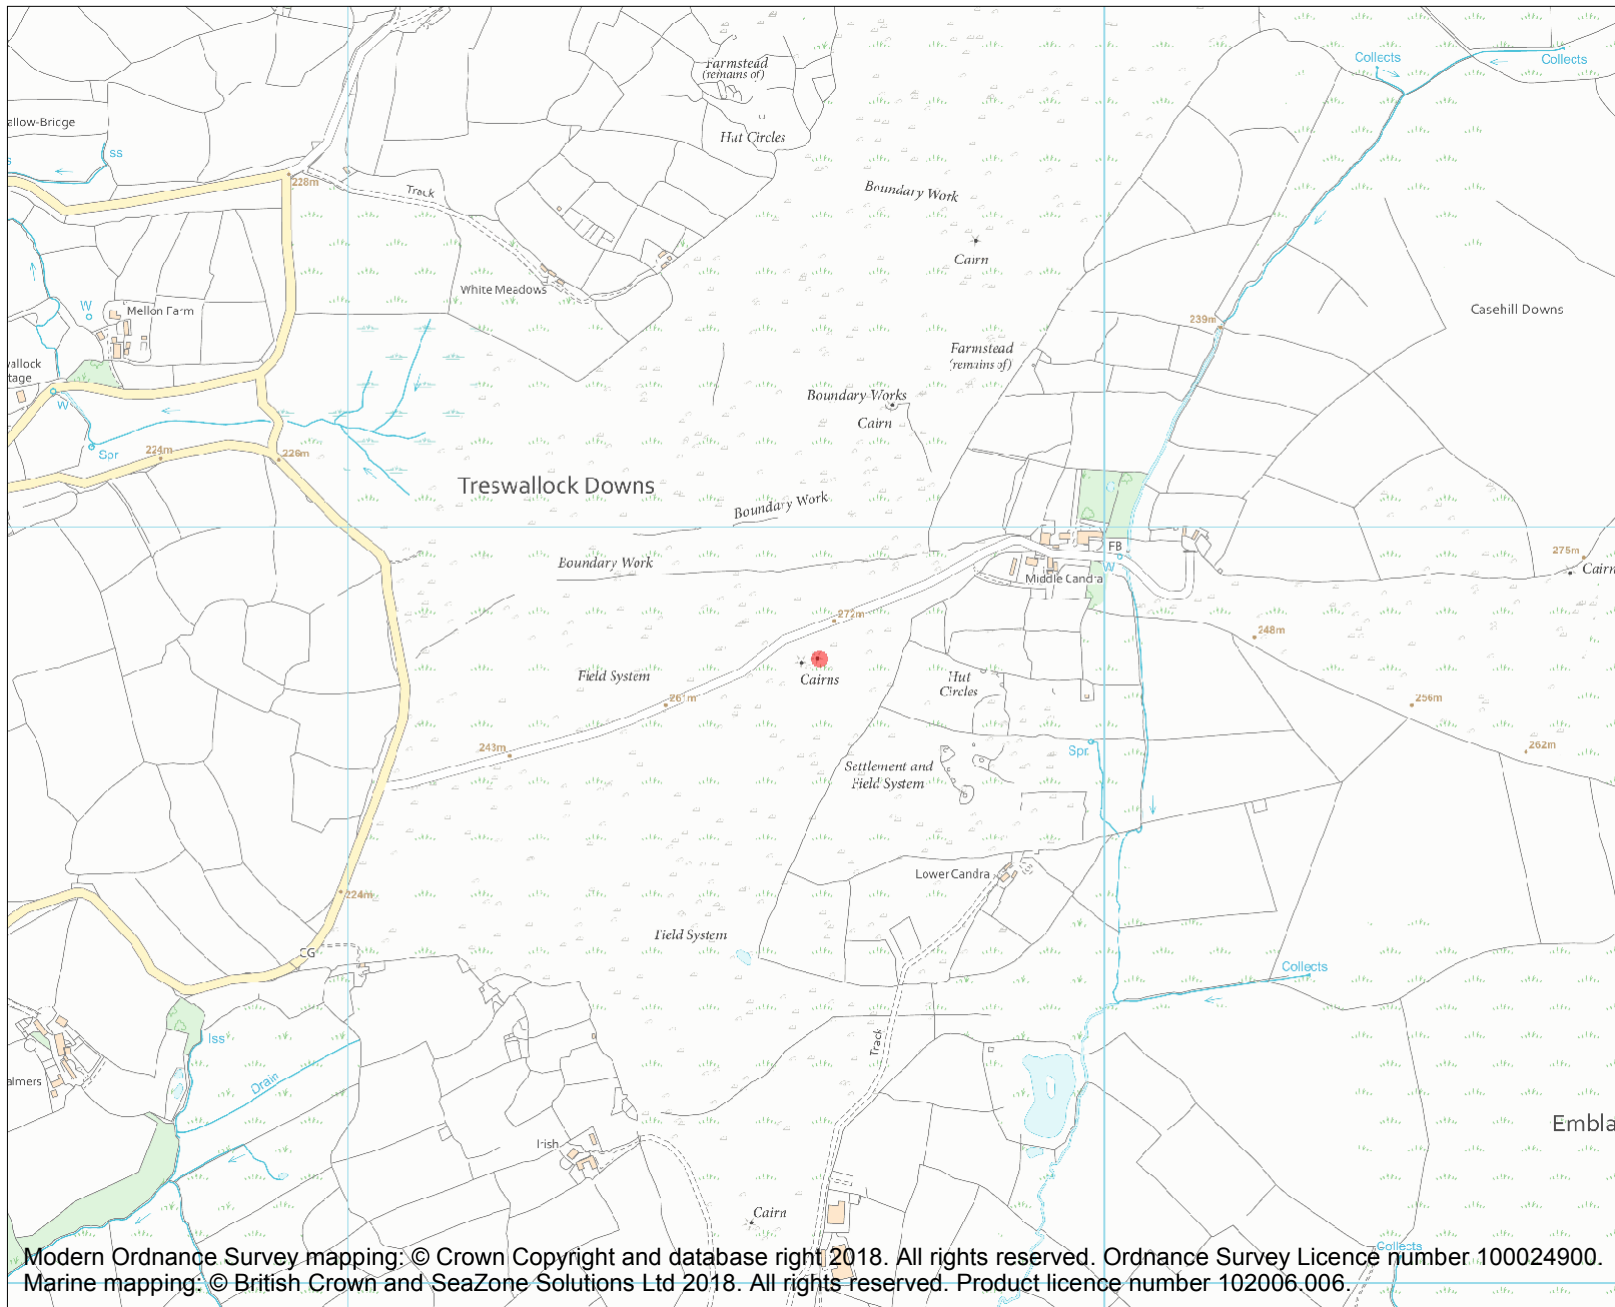 Farmstead
(remains of)
Collects
Collects
allow-Bridge
Hut Circles
ss
228m
Track
Boundary Work
Cairn
White Meadows
W
Mellon Farm
Casehill Downs
239m
Farmstead
(remains of)
wallock
tage
Boundary Works
Cairn
W
Spr
224m
226m
Treswallock Downs
Boundary Work
FB
W
275m
Cairn
Boundary Work
Middle Candra
272m
248m
Field System
Cairns
Hut
Circles
261m
256m
243m
Spr
262m
Settlement and
Field System
Lower Candra
224m
Field System
CG
Collects
Iss
Track
Drain
almers
Embla
Irish
Cairn
Collects
Modern Ordnance Survey mapping: © Crown Copyright and database right 2018. All rights reserved. Ordnance Survey Licence number 100024900.
Marine mapping: © British Crown and SeaZone Solutions Ltd 2018. All rights reserved. Product licence number 102006.006.